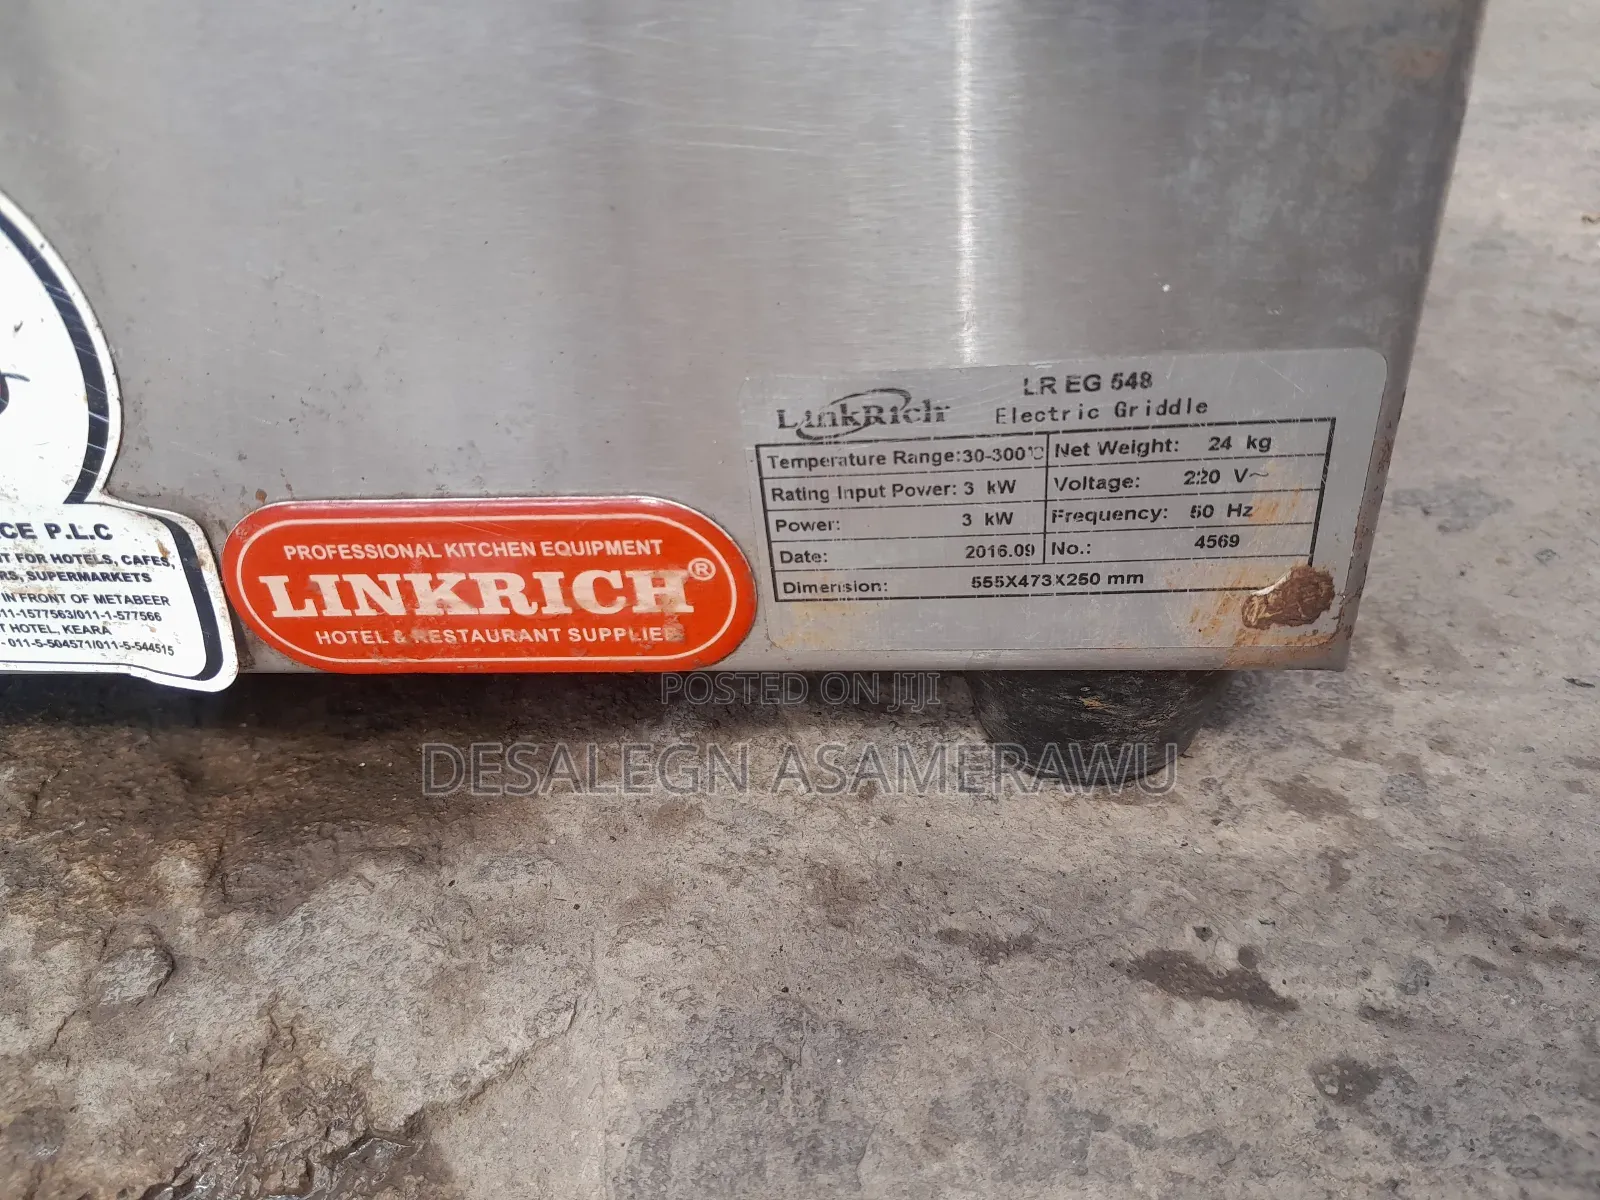 CE P.L.C
T FOR HOTELS, CAFES,
RS, SUPERMARKETS
IN FRONT OF METABEER
11-1577563/011-1-577566
T HOTEL, KEARA
- 011-5-504571/011-5-544515
PROFESSIONAL KITCHEN EQUIPMENT
LINKRICH®
HOTEL & RESTAURANT SUPPLIES
LinkRich
LR EG 548
Electric Griddle
Temperature Range: 30-300℃ Net Weight: 24 kg
Rating Input Power: 3 kW Voltage: 220 V~
Power: 3 kW Frequency: 50 Hz
Date: 2016.09 No.: 4569
Dimension: 555X473X250 mm
POSTED ON JIJI
DESALEGN ASAMERAWU